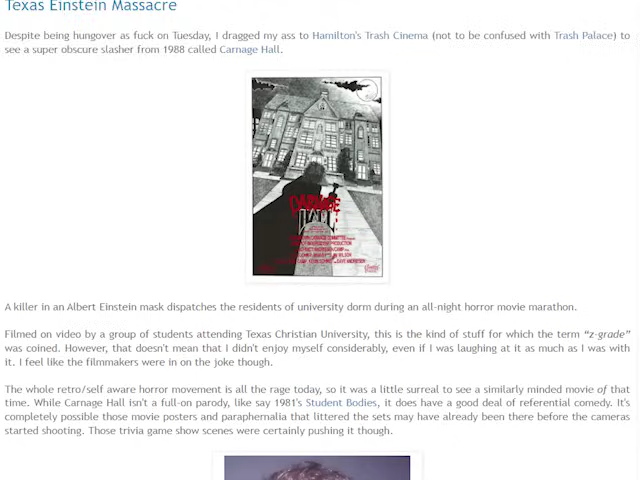 Texas Einstein Massacre
Despite being hungover as fuck on Tuesday, I dragged my ass to Hamilton's Trash Cinema (not to be confused with Trash Palace) to
see a super obscure slasher from 1988 called Carnage Hall.
CARNAGE
HALL
A killer in an Albert Einstein mask dispatches the residents of university dorm during an all-night horror movie marathon.
Filmed on video by a group of students attending Texas Christian University, this is the kind of stuff for which the term “z-grade”
was coined. However, that doesn't mean that I didn't enjoy myself considerably, even if I was laughing at it as much as I was with
it. I feel like the filmmakers were in on the joke though.
The whole retro/self aware horror movement is all the rage today, so it was a little surreal to see a similarly minded movie of that
time. While Carnage Hall isn't a full-on parody, like say 1981's Student Bodies, it does have a good deal of referential comedy. It's
completely possible those movie posters and paraphernalia that littered the sets may have already been there before the cameras
started shooting. Those trivia game show scenes were certainly pushing it though.